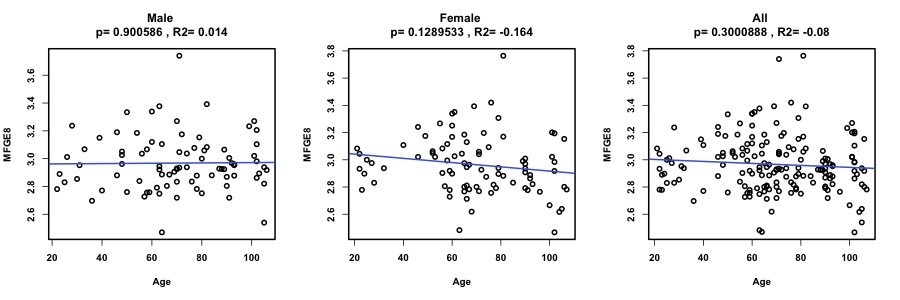 Male
p= 0.900586 , R2= 0.014
MFGE8
3.6
3.4
3.2
3.0
2.8
2.6
20 40 60 80 100
Age
Female
p= 0.1289533 , R2= -0.164
MFGE8
3.8
3.6
3.4
3.2
3.0
2.8
2.6
20 40 60 80 100
Age
All
p= 0.3000888 , R2= -0.08
MFGE8
3.8
3.6
3.4
3.2
3.0
2.8
2.6
20 40 60 80 100
Age